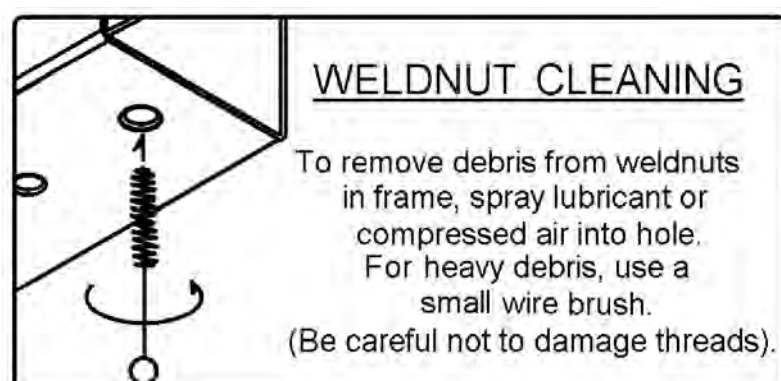 WELDNUT CLEANING
To remove debris from weldnuts
in frame, spray lubricant or
compressed air into hole.
For heavy debris, use a
small wire brush.
(Be careful not to damage threads).